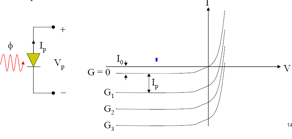 I
+
ϕ
I₀
Iₚ
Vₚ
G = 0
V
Iₚ
G₁
G₂
−
G₃
14